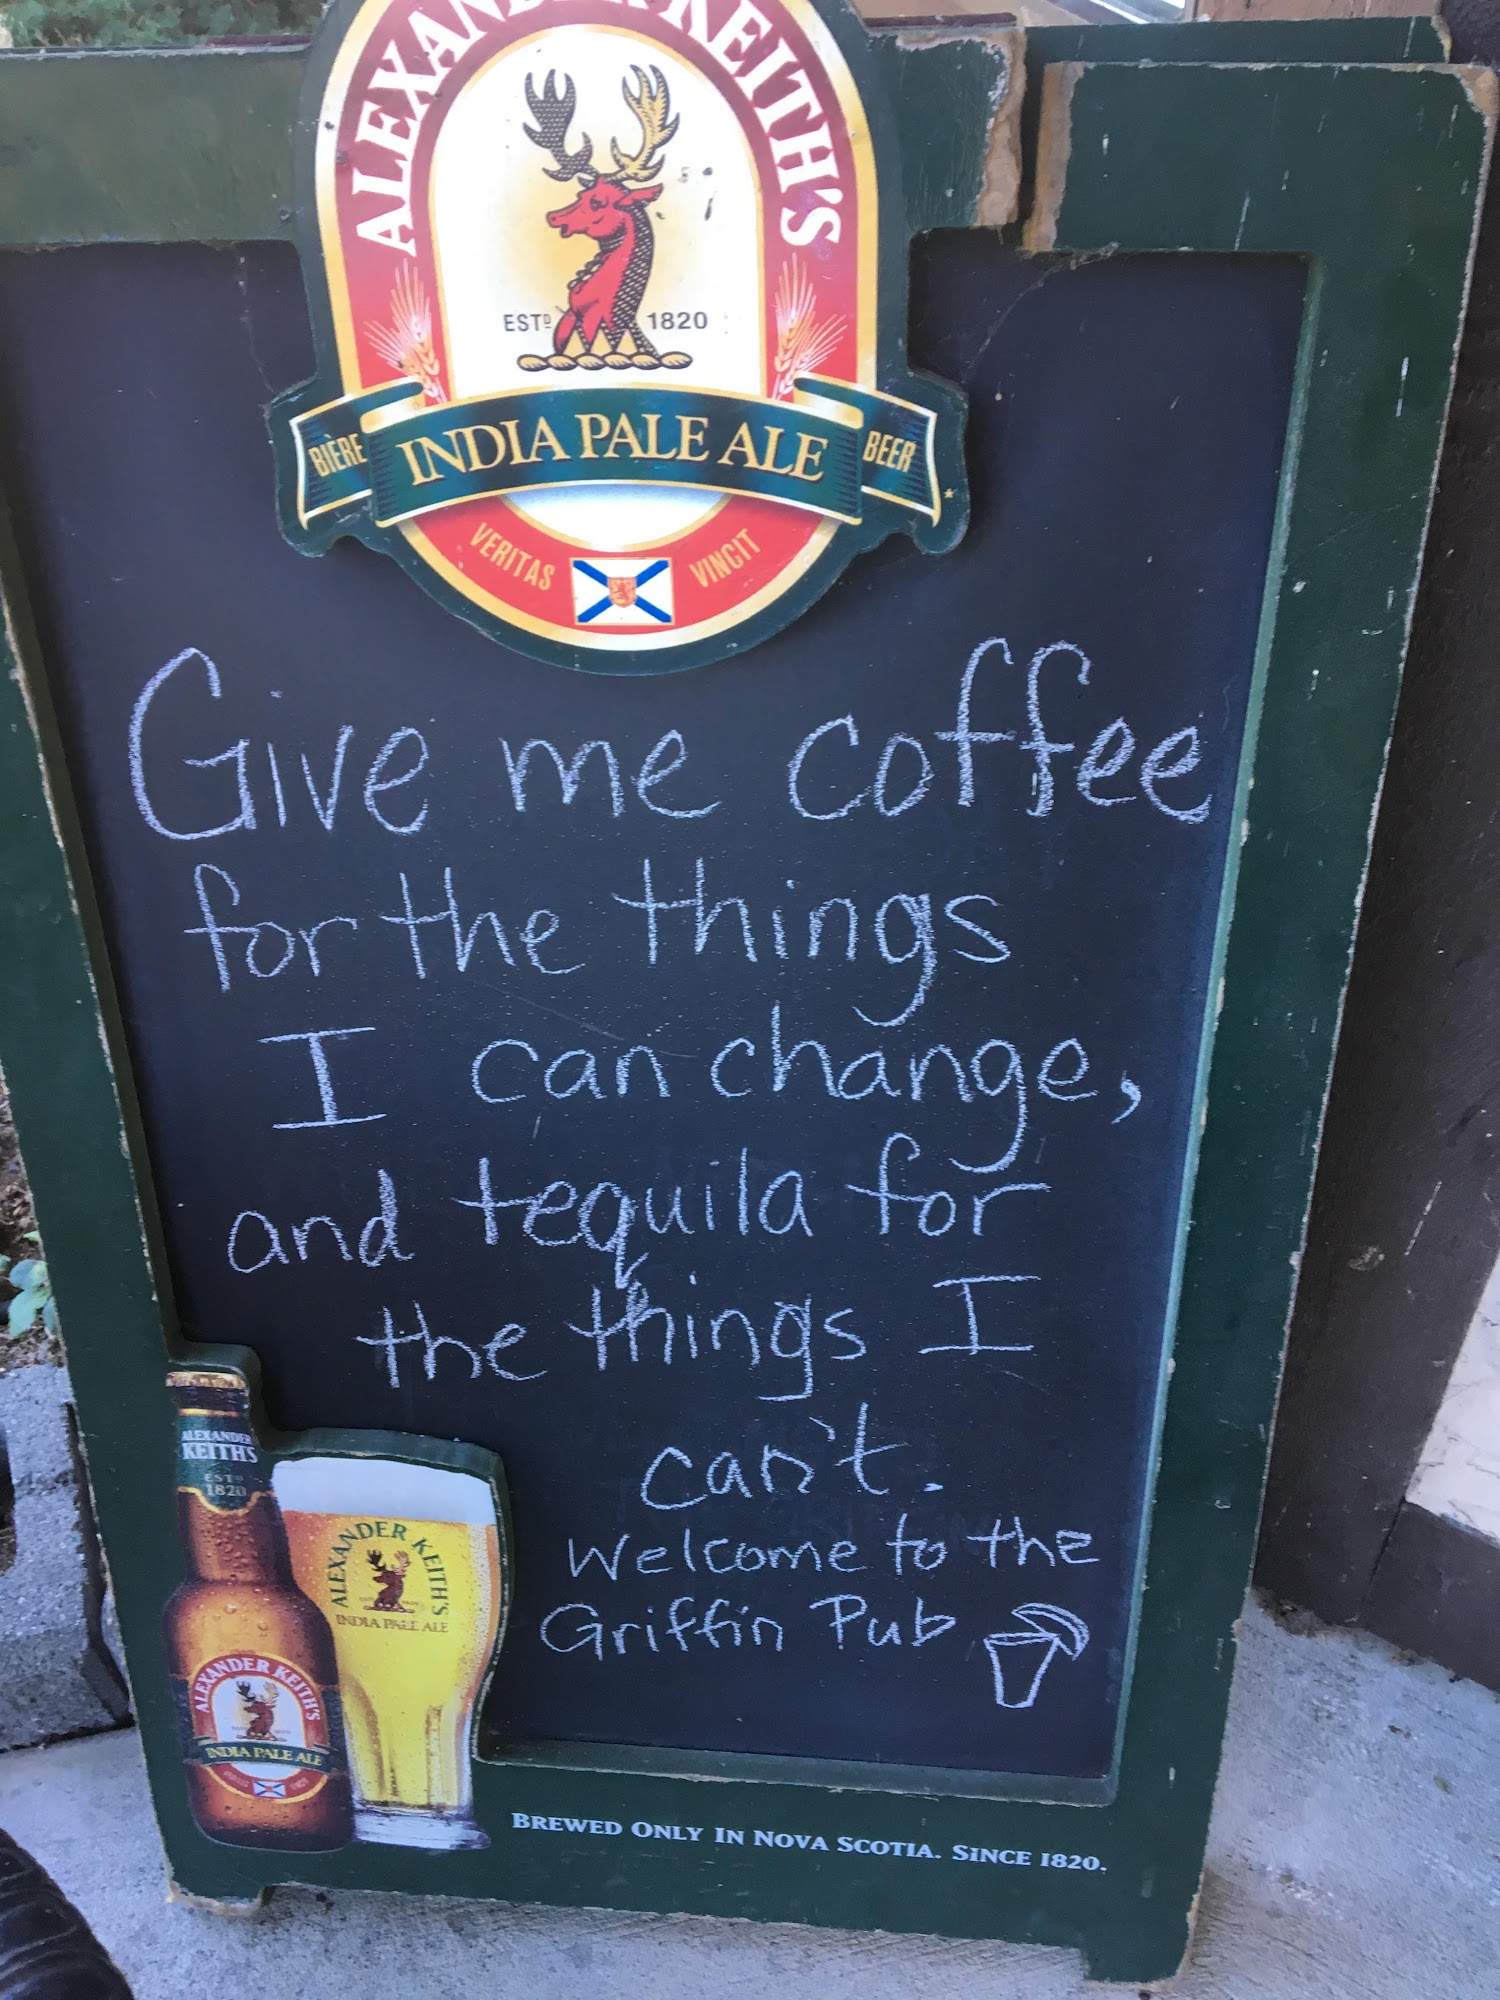 ALEXANDER KEITH'S
ESTD 1820
BIÈRE INDIA PALE ALE BEER*
VERITAS VINCIT
Give me coffee
for the things
I can change,
and tequila for
the things I
can't.
Welcome to the
Griffin Pub
ALEXANDER
KEITH'S
ESTD
1820
ALEXANDER KEITH'S
INDIA PALE ALE
ALEXANDER KEITH'S
INDIA PALE ALE
BREWED ONLY IN NOVA SCOTIA. SINCE 1820.